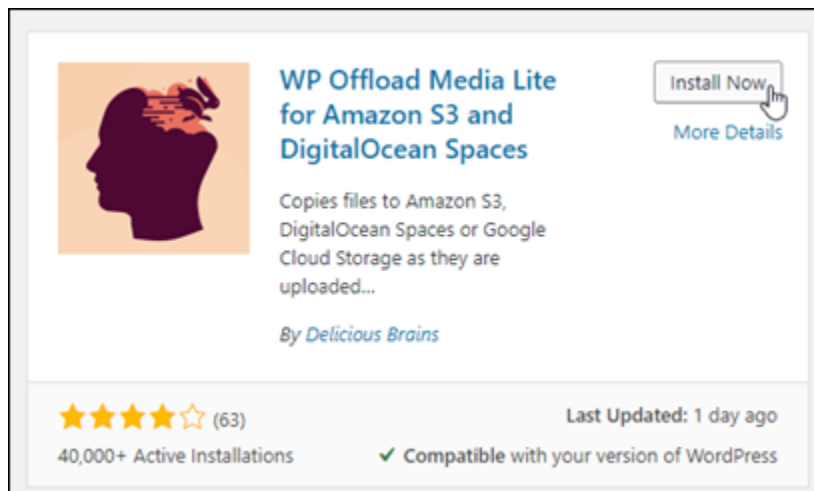 WP Offload Media Lite
for Amazon S3 and
DigitalOcean Spaces
Install Now
More Details
Copies files to Amazon S3,
DigitalOcean Spaces or Google
Cloud Storage as they are
uploaded...
By Delicious Brains
(63)
Last Updated: 1 day ago
40,000+ Active Installations
✓ Compatible with your version of WordPress